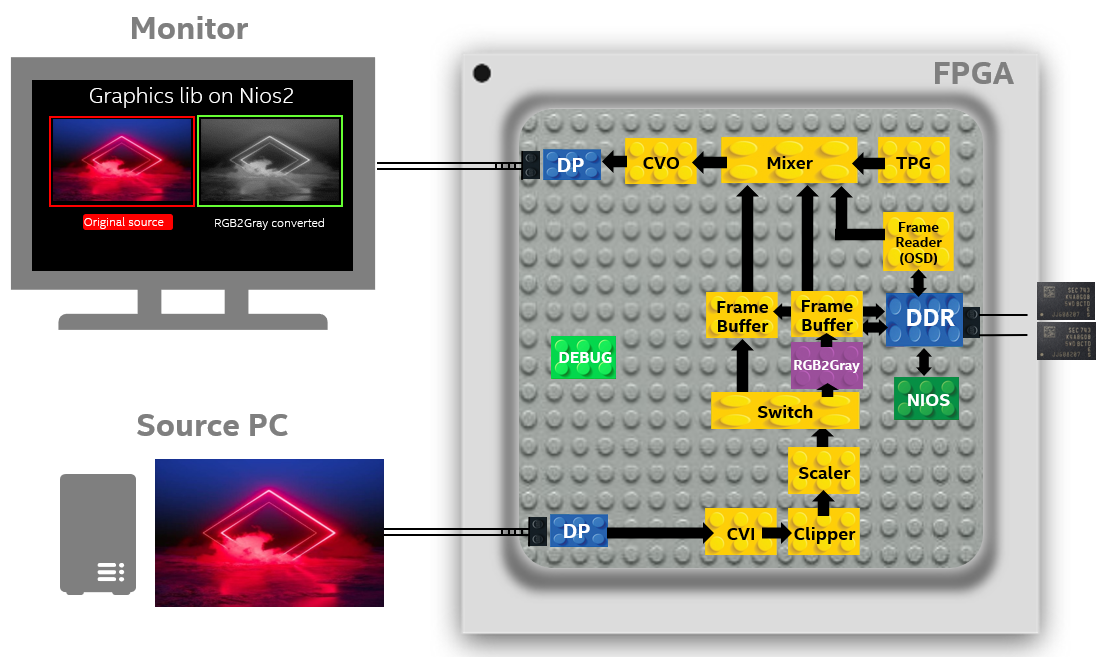 Monitor
FPGA
Graphics lib on Nios2
Original source
RGB2Gray converted
DP
CVO
Mixer
TPG
Frame
Reader
(OSD)
Frame
Buffer
Frame
Buffer
DDR
DEBUG
RGB2Gray
NIOS
Switch
Source PC
Scaler
DP
CVI
Clipper